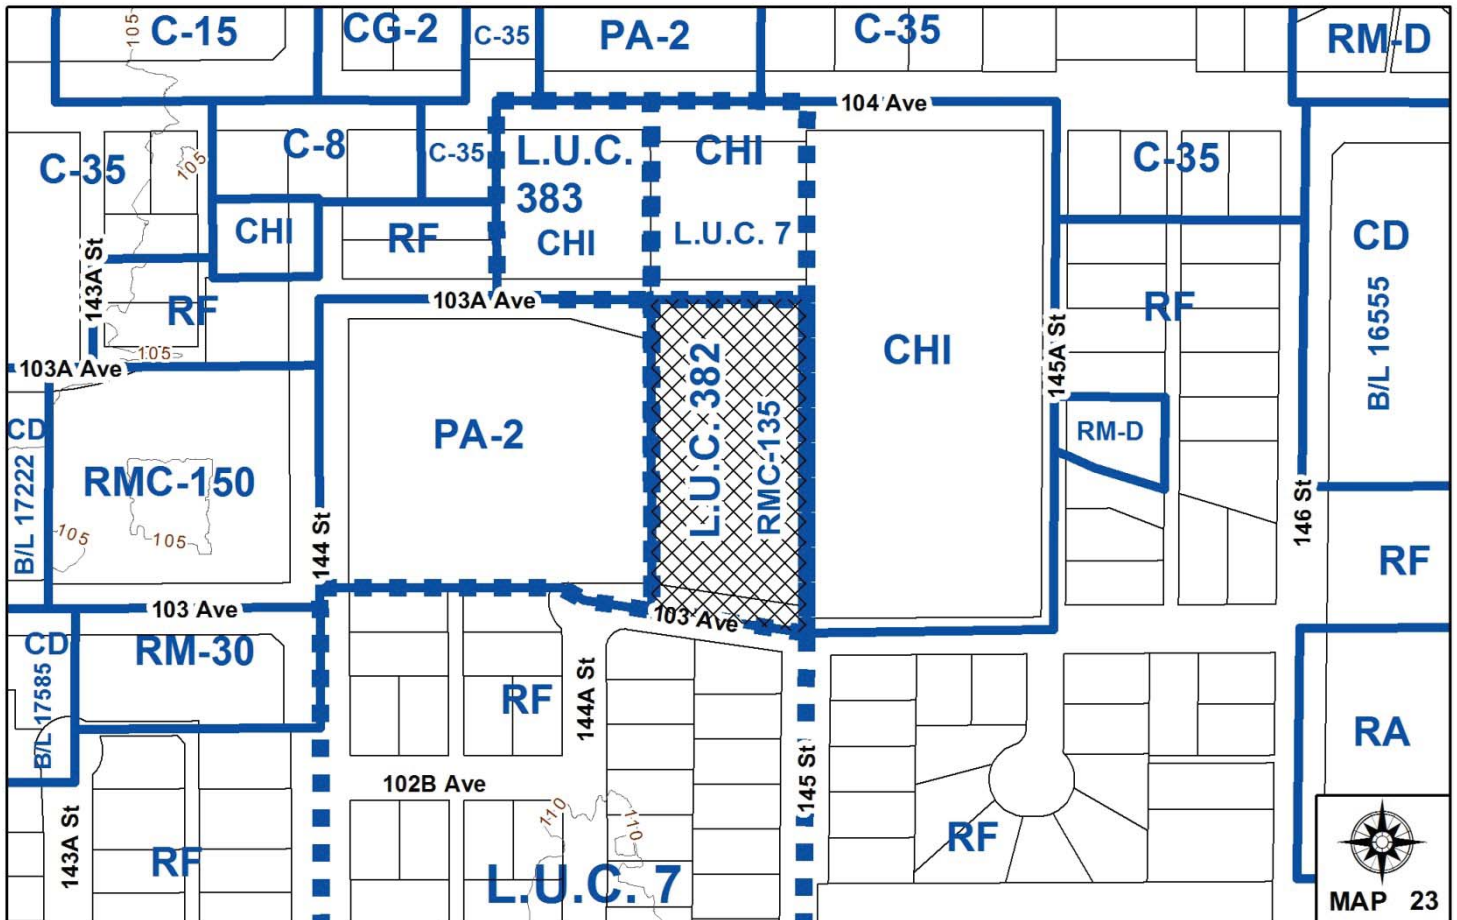 C-15
CG-2
C-35
PA-2
C-35
RM-D
105
104 Ave
C-35
105
C-8
C-35
L.U.C.
383
CHI
CHI
L.U.C. 7
C-35
CHI
RF
143A St
RF
105
103A Ave
103A Ave
CHI
145A St
RF
CD
B/L 16555
CD
B/L 17222
RMC-150
105
105
144 St
PA-2
L.U.C. 382
RMC-135
RM-D
146 St
RF
103 Ave
103 Ave
CD
B/L 17585
RM-30
RF
144A St
145 St
RA
102B Ave
143A St
RF
110
110
L.U.C. 7
RF
MAP 23